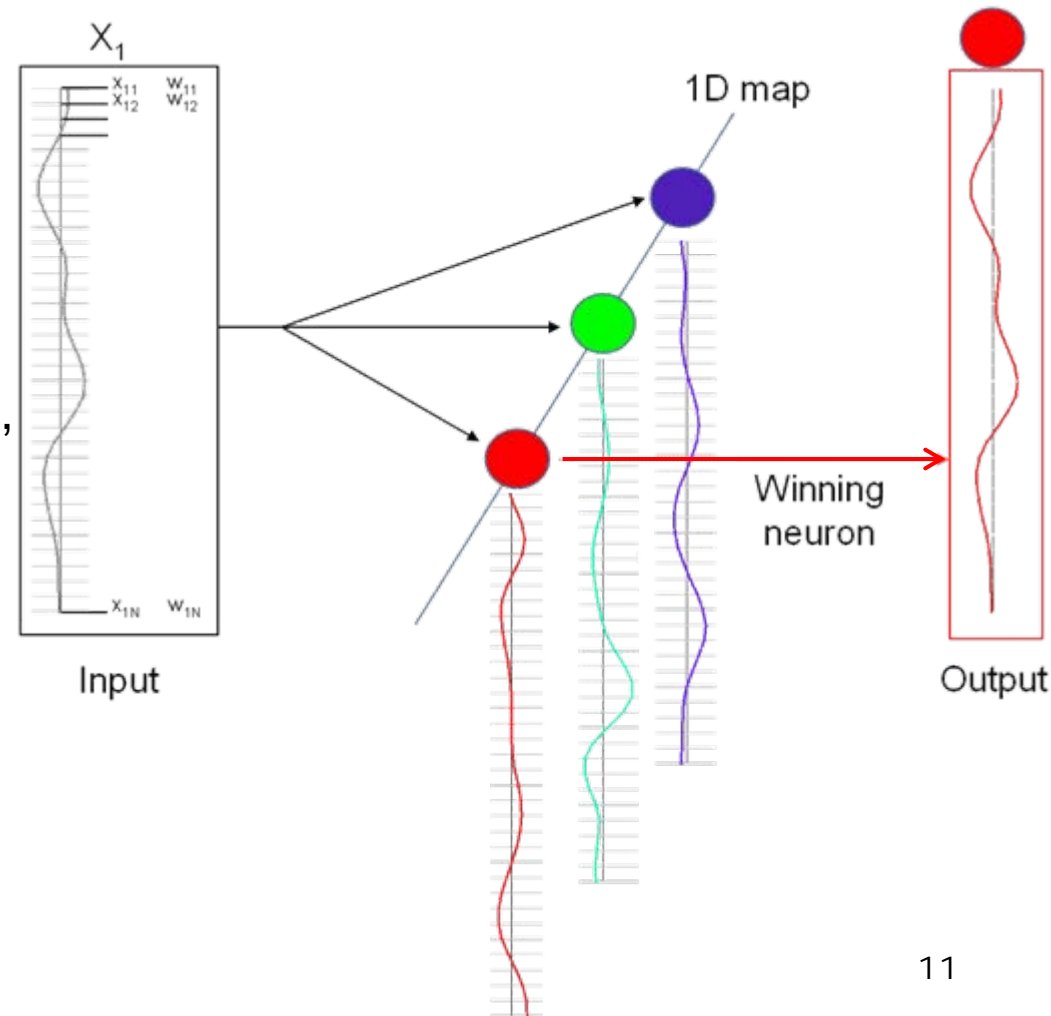 X₁
x₁₁ w₁₁
x₁₂ w₁₂
1D map
,
Winning
neuron
x₁N w₁N
Input
Output
11